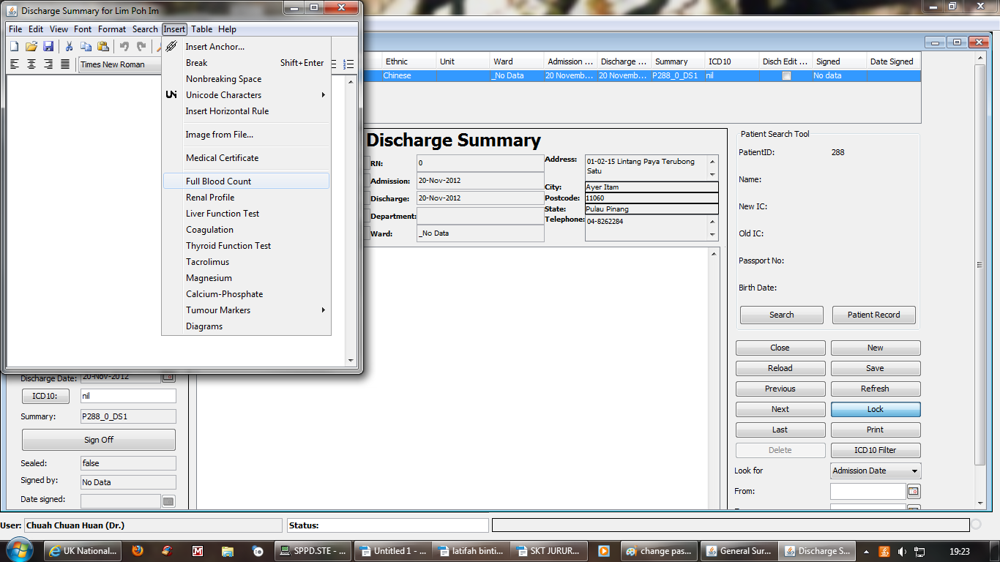 Discharge Summary for Lim Poh Im
File Edit View Font Format Search Insert Table Help
Times New Roman
Insert Anchor...
Break Shift+Enter
Nonbreaking Space
Unicode Characters
Insert Horizontal Rule
Image from File...
Medical Certificate
Full Blood Count
Renal Profile
Liver Function Test
Coagulation
Thyroid Function Test
Tacrolimus
Magnesium
Calcium-Phosphate
Tumour Markers
Diagrams
Ethnic Unit Ward Admission ... Discharge ... Summary ICD10 Disch Edit ... Signed Date Signed
Chinese _No Data 20 Novemb... 20 Novemb... P288_0_DS1 nil No data
Discharge Summary
RN: 0
Admission: 20-Nov-2012
Discharge: 20-Nov-2012
Department:
Ward: _No Data
Address: 01-02-15 Lintang Paya Terubong
Satu
City: Ayer Itam
Postcode: 11060
State: Pulau Pinang
Telephone: 04-8262284
Patient Search Tool
PatientID: 288
Name:
New IC:
Old IC:
Passport No:
Birth Date:
Search Patient Record
Close New
Reload Save
Previous Refresh
Next Lock
Last Print
Delete ICD10 Filter
Look for Admission Date
From:
Discharge Date: 20-Nov-2012
ICD10: nil
Summary: P288_0_DS1
Sign Off
Sealed: false
Signed by: No Data
Date signed:
User: Chuah Chuan Huan (Dr.) Status:
UK National... SPPD.STE - ... Untitled 1 - ... latifah binti... SKT JURUR... change pas... General Sur... Discharge S... 19:23